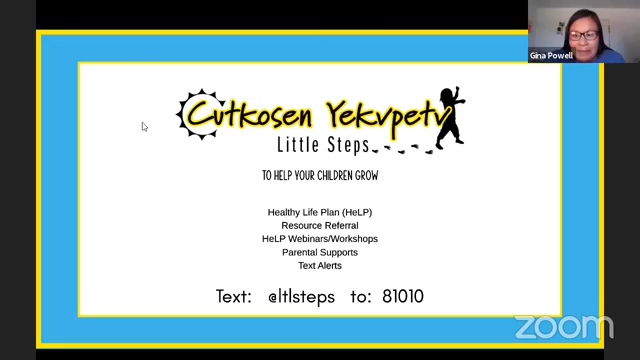 Gina Powell
Cutkosen Yekvpetv
Little Steps
TO HELP YOUR CHILDREN GROW
Healthy Life Plan (HeLP)
Resource Referral
HeLP Webinars/Workshops
Parental Supports
Text Alerts
Text: @ltlsteps to: 81010
zoom